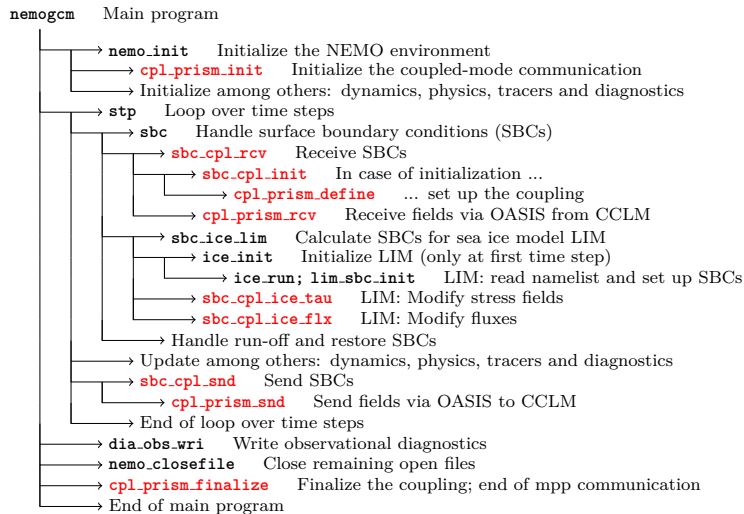 nemogcm Main program
nemo_init Initialize the NEMO environment
cpl_prism_init Initialize the coupled-mode communication
Initialize among others: dynamics, physics, tracers and diagnostics
stp Loop over time steps
sbc Handle surface boundary conditions (SBCs)
sbc_cpl_rcv Receive SBCs
sbc_cpl_init In case of initialization ...
cpl_prism_define ... set up the coupling
cpl_prism_rcv Receive fields via OASIS from CCLM
sbc_ice_lim Calculate SBCs for sea ice model LIM
ice_init Initialize LIM (only at first time step)
ice_run; lim_sbc_init LIM: read namelist and set up SBCs
sbc_cpl_ice_tau LIM: Modify stress fields
sbc_cpl_ice_flx LIM: Modify fluxes
Handle run-off and restore SBCs
Update among others: dynamics, physics, tracers and diagnostics
sbc_cpl_snd Send SBCs
cpl_prism_snd Send fields via OASIS to CCLM
End of loop over time steps
dia_obs_wri Write observational diagnostics
nemo_closefile Close remaining open files
cpl_prism_finalize Finalize the coupling; end of mpp communication
End of main program